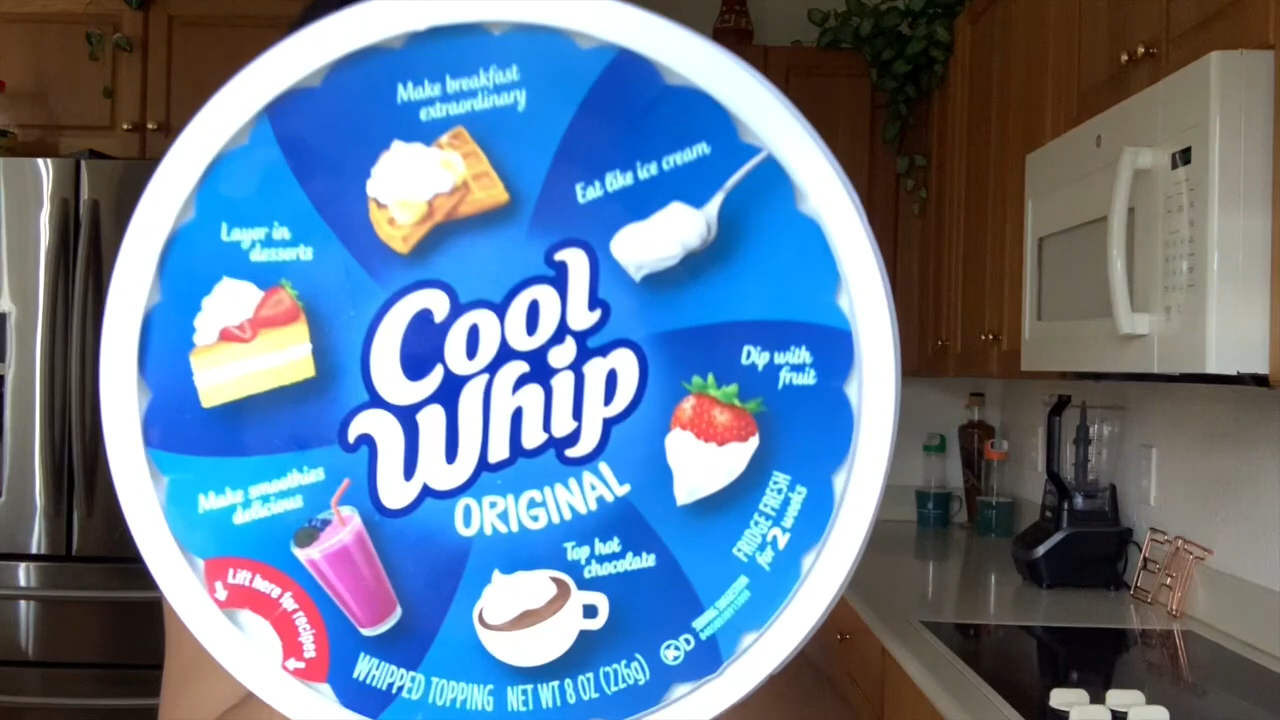 Make breakfast
extraordinary
Eat like ice cream
Layer in
desserts
Cool
Whip
ORIGINAL
Dip with
fruit
Make smoothies
delicious
Top hot
chocolate
FRIDGE FRESH
for 2 weeks
Lift here for recipes
K D
WHIPPED TOPPING NET WT 8 OZ (226g)
EAT